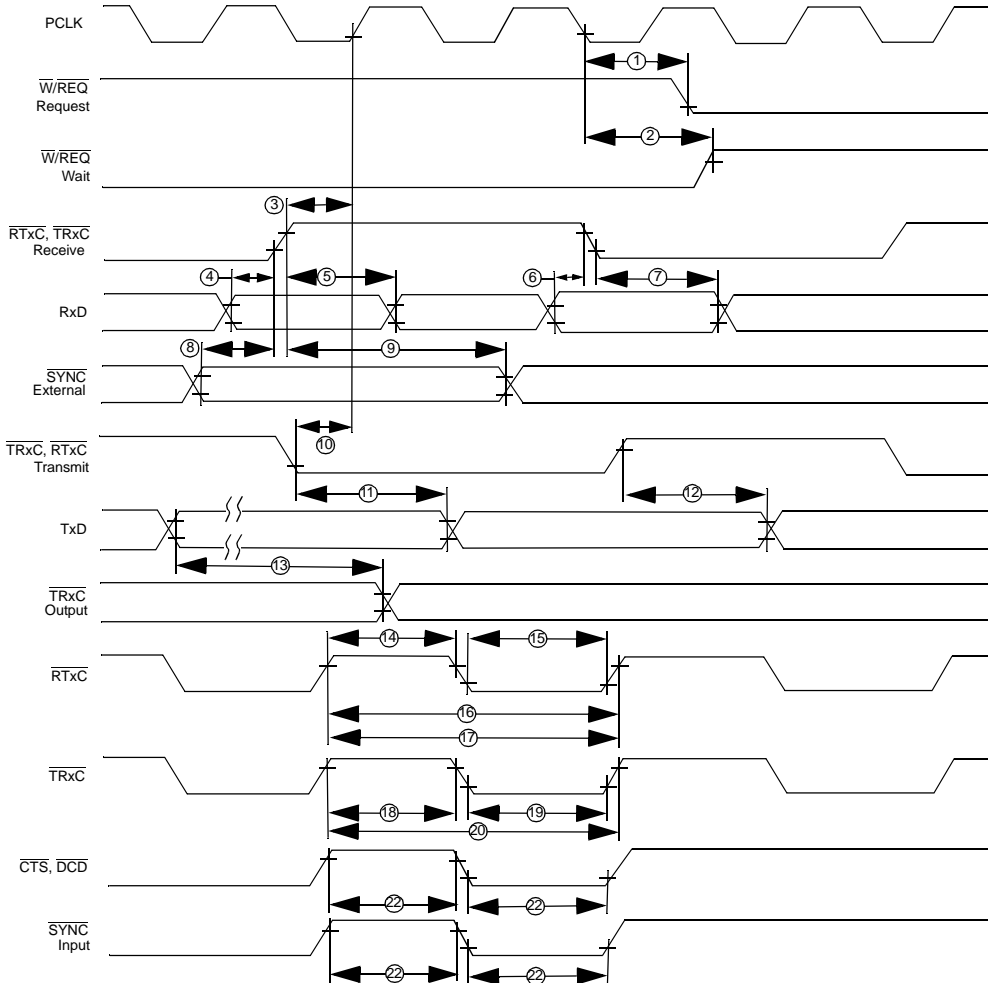 PCLK
①
W/REQ
Request
②
W/REQ
Wait
③
RTxC, TRxC
Receive
④
⑤
⑥
⑦
RxD
⑧
⑨
SYNC
External
⑩
TRxC, RTxC
Transmit
⑪
⑫
TxD
⑬
TRxC
Output
⑭
⑮
RTxC
⑯
⑰
TRxC
⑱
⑲
⑳
CTS, DCD
㉒
㉒
SYNC
Input
㉒
㉒